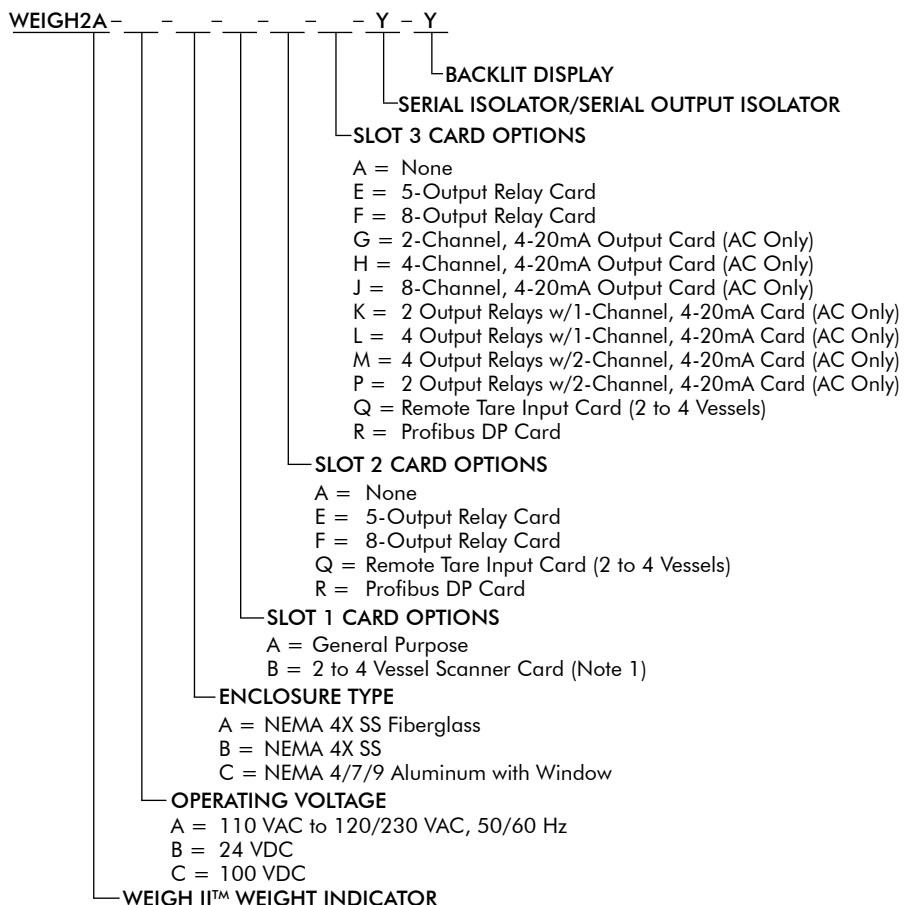 WEIGH2A - - - - - - Y - Y
BACKLIT DISPLAY
SERIAL ISOLATOR/SERIAL OUTPUT ISOLATOR
SLOT 3 CARD OPTIONS
A = None
E = 5-Output Relay Card
F = 8-Output Relay Card
G = 2-Channel, 4-20mA Output Card (AC Only)
H = 4-Channel, 4-20mA Output Card (AC Only)
J = 8-Channel, 4-20mA Output Card (AC Only)
K = 2 Output Relays w/1-Channel, 4-20mA Card (AC Only)
L = 4 Output Relays w/1-Channel, 4-20mA Card (AC Only)
M = 4 Output Relays w/2-Channel, 4-20mA Card (AC Only)
P = 2 Output Relays w/2-Channel, 4-20mA Card (AC Only)
Q = Remote Tare Input Card (2 to 4 Vessels)
R = Profibus DP Card
SLOT 2 CARD OPTIONS
A = None
E = 5-Output Relay Card
F = 8-Output Relay Card
Q = Remote Tare Input Card (2 to 4 Vessels)
R = Profibus DP Card
SLOT 1 CARD OPTIONS
A = General Purpose
B = 2 to 4 Vessel Scanner Card (Note 1)
ENCLOSURE TYPE
A = NEMA 4X SS Fiberglass
B = NEMA 4X SS
C = NEMA 4/7/9 Aluminum with Window
OPERATING VOLTAGE
A = 110 VAC to 120/230 VAC, 50/60 Hz
B = 24 VDC
C = 100 VDC
WEIGH II™ WEIGHT INDICATOR